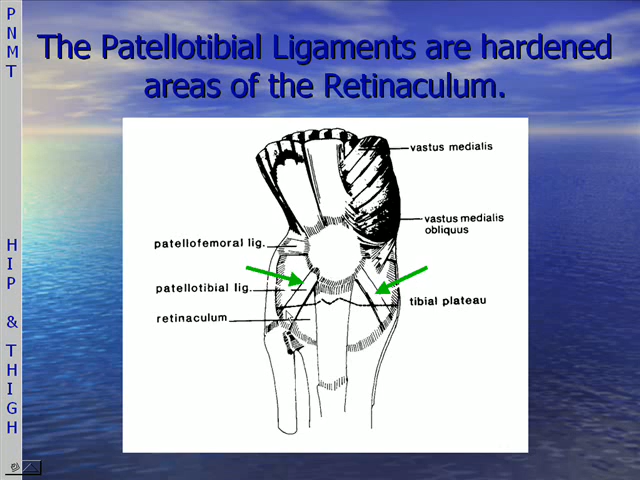 The Patellotibial Ligaments are hardened
areas of the Retinaculum.
P
N
M
T
H
I
P
&
T
H
I
G
H
vastus medialis
vastus medialis
obliquus
patellofemoral lig.
patellotibial lig.
tibial plateau
retinaculum